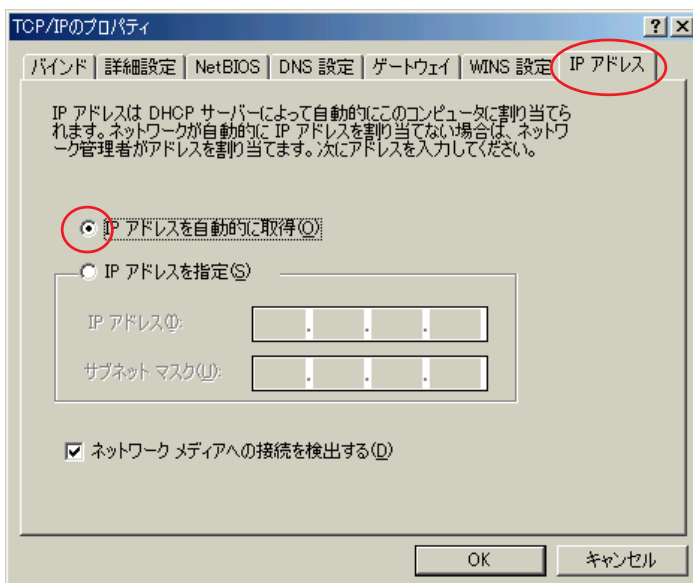 TCP/IPのプロパティ
? ×
バインド 詳細設定 NetBIOS DNS 設定 ゲートウェイ WINS 設定 IP アドレス
IP アドレスは DHCP サーバーによって自動的にこのコンピュータに割り当てら
れます。ネットワークが自動的に IP アドレスを割り当てない場合は、ネットワ
ーク管理者がアドレスを割り当てます。次にアドレスを入力してください。
IP アドレスを自動的に取得(O)
IP アドレスを指定(S)
IP アドレス(I):
サブネット マスク(U):
ネットワーク メディアへの接続を検出する(D)
OK キャンセル